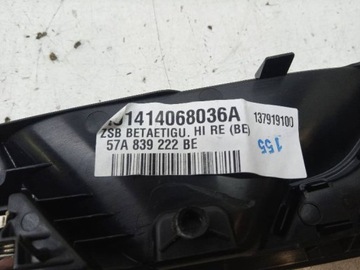 1414068036A
ZSB BETAETIGU. HI RE (BE)
57A 839 222 BE
137919100
155